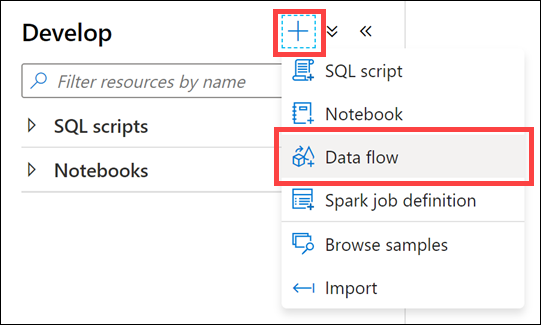 Develop
Filter resources by name
SQL scripts
Notebooks
SQL script
Notebook
Data flow
Spark job definition
Browse samples
Import